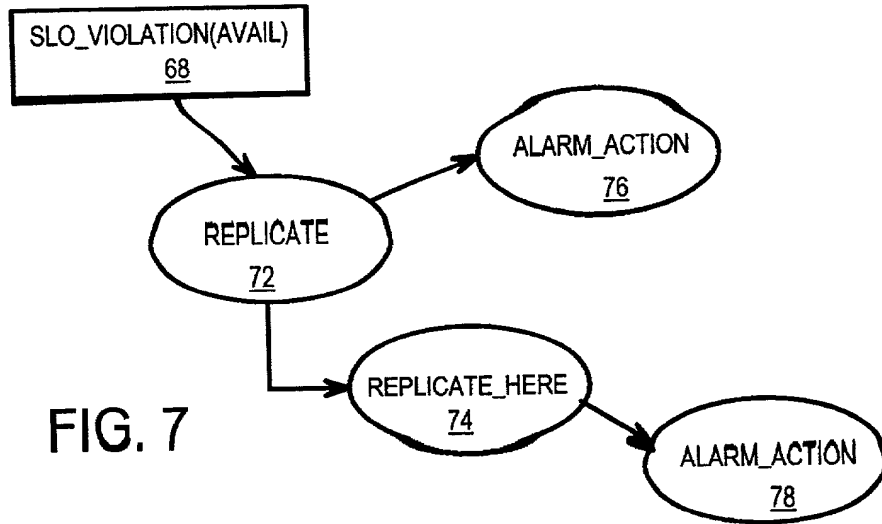 SLO_VIOLATION(AVAIL)
68
ALARM_ACTION
76
REPLICATE
72
REPLICATE_HERE
74
FIG. 7
ALARM_ACTION
78